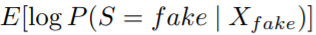 E[log P(S = fake | X_fake)]